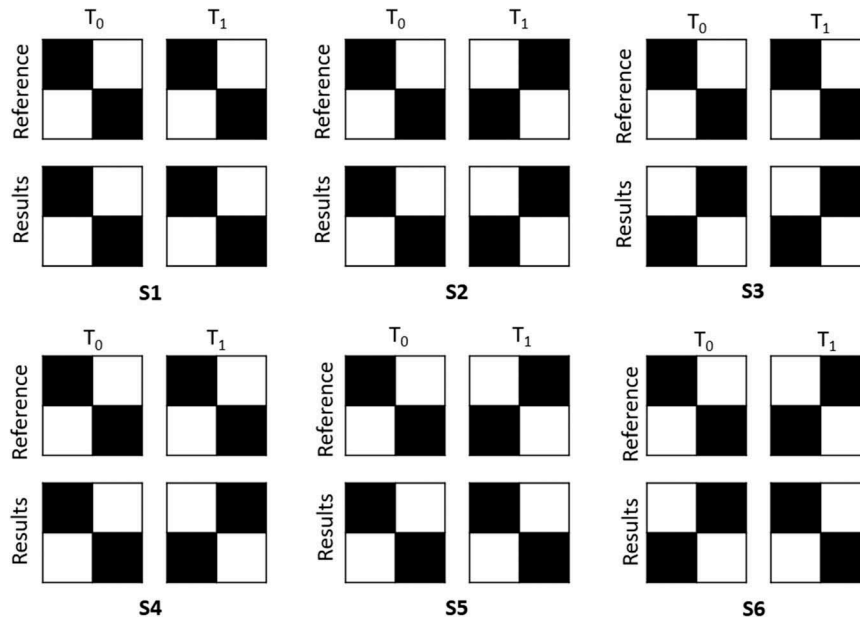 T₀ T₁ T₀ T₁ T₀ T₁
Reference Reference Reference
Results Results Results
S1 S2 S3
T₀ T₁ T₀ T₁ T₀ T₁
Reference Reference Reference
Results Results Results
S4 S5 S6